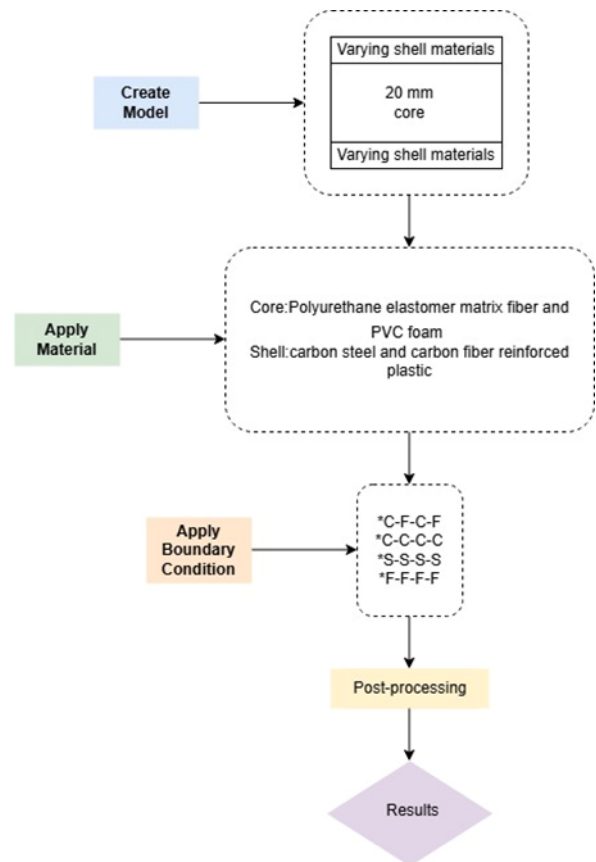 Varying shell materials
Create
Model
20 mm
core
Varying shell materials
Core:Polyurethane elastomer matrix fiber and
PVC foam
Apply
Material
Shell:carbon steel and carbon fiber reinforced
plastic
*C-F-C-F
Apply
Boundary
Condition
*C-C-C-C
*S-S-S-S
*F-F-F-F
Post-processing
Results